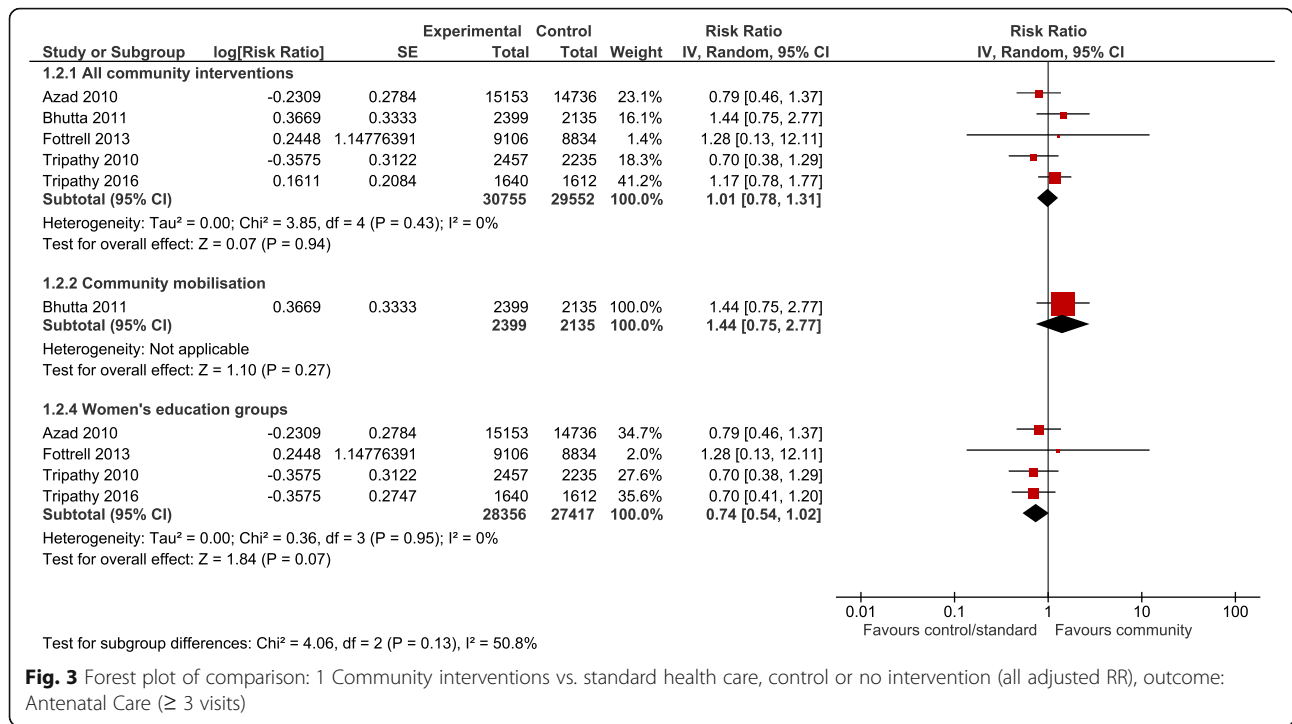 Experimental Control Risk Ratio Risk Ratio
Study or Subgroup log[Risk Ratio] SE Total Total Weight IV, Random, 95% CI IV, Random, 95% CI
1.2.1 All community interventions
Azad 2010 -0.2309 0.2784 15153 14736 23.1% 0.79 [0.46, 1.37]
Bhutta 2011 0.3669 0.3333 2399 2135 16.1% 1.44 [0.75, 2.77]
Fottrell 2013 0.2448 1.14776391 9106 8834 1.4% 1.28 [0.13, 12.11]
Tripathy 2010 -0.3575 0.3122 2457 2235 18.3% 0.70 [0.38, 1.29]
Tripathy 2016 0.1611 0.2084 1640 1612 41.2% 1.17 [0.78, 1.77]
Subtotal (95% CI) 30755 29552 100.0% 1.01 [0.78, 1.31]
Heterogeneity: Tau² = 0.00; Chi² = 3.85, df = 4 (P = 0.43); I² = 0%
Test for overall effect: Z = 0.07 (P = 0.94)
1.2.2 Community mobilisation
Bhutta 2011 0.3669 0.3333 2399 2135 100.0% 1.44 [0.75, 2.77]
Subtotal (95% CI) 2399 2135 100.0% 1.44 [0.75, 2.77]
Heterogeneity: Not applicable
Test for overall effect: Z = 1.10 (P = 0.27)
1.2.4 Women's education groups
Azad 2010 -0.2309 0.2784 15153 14736 34.7% 0.79 [0.46, 1.37]
Fottrell 2013 0.2448 1.14776391 9106 8834 2.0% 1.28 [0.13, 12.11]
Tripathy 2010 -0.3575 0.3122 2457 2235 27.6% 0.70 [0.38, 1.29]
Tripathy 2016 -0.3575 0.2747 1640 1612 35.6% 0.70 [0.41, 1.20]
Subtotal (95% CI) 28356 27417 100.0% 0.74 [0.54, 1.02]
Heterogeneity: Tau² = 0.00; Chi² = 0.36, df = 3 (P = 0.95); I² = 0%
Test for overall effect: Z = 1.84 (P = 0.07)
0.01 0.1 1 10 100
Favours control/standard Favours community
Test for subgroup differences: Chi² = 4.06, df = 2 (P = 0.13), I² = 50.8%
Fig. 3 Forest plot of comparison: 1 Community interventions vs. standard health care, control or no intervention (all adjusted RR), outcome:
Antenatal Care (≥ 3 visits)